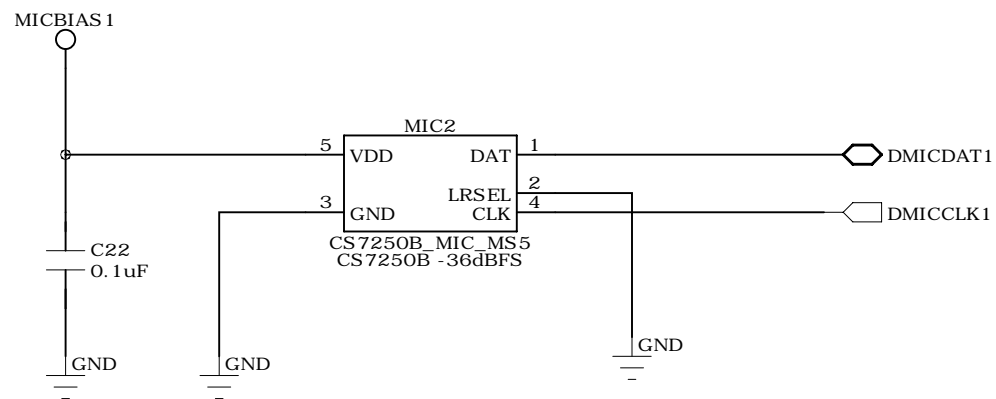 MICBIAS1
MIC2
5 VDD DAT 1 DMICDAT1
LRSEL 2
3 GND CLK 4 DMICCLK1
CS7250B_MIC_MS5
CS7250B -36dBFS
C22
0.1uF
GND
GND
GND